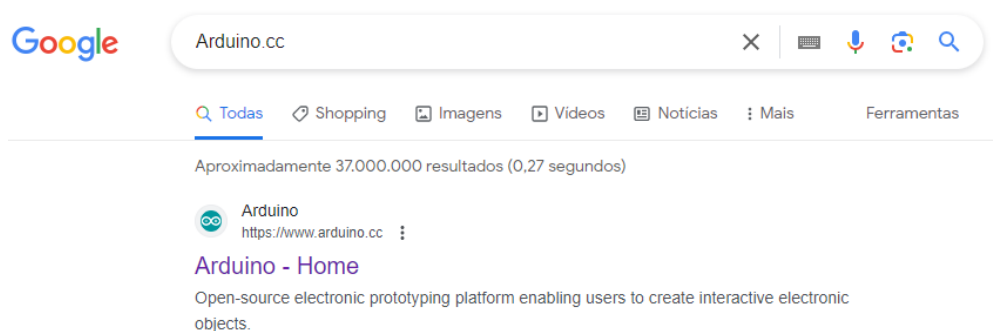 Google
Arduino.cc
Todas Shopping Imagens Vídeos Notícias Mais Ferramentas
Aproximadamente 37.000.000 resultados (0,27 segundos)
Arduino
https://www.arduino.cc
Arduino - Home
Open-source electronic prototyping platform enabling users to create interactive electronic
objects.